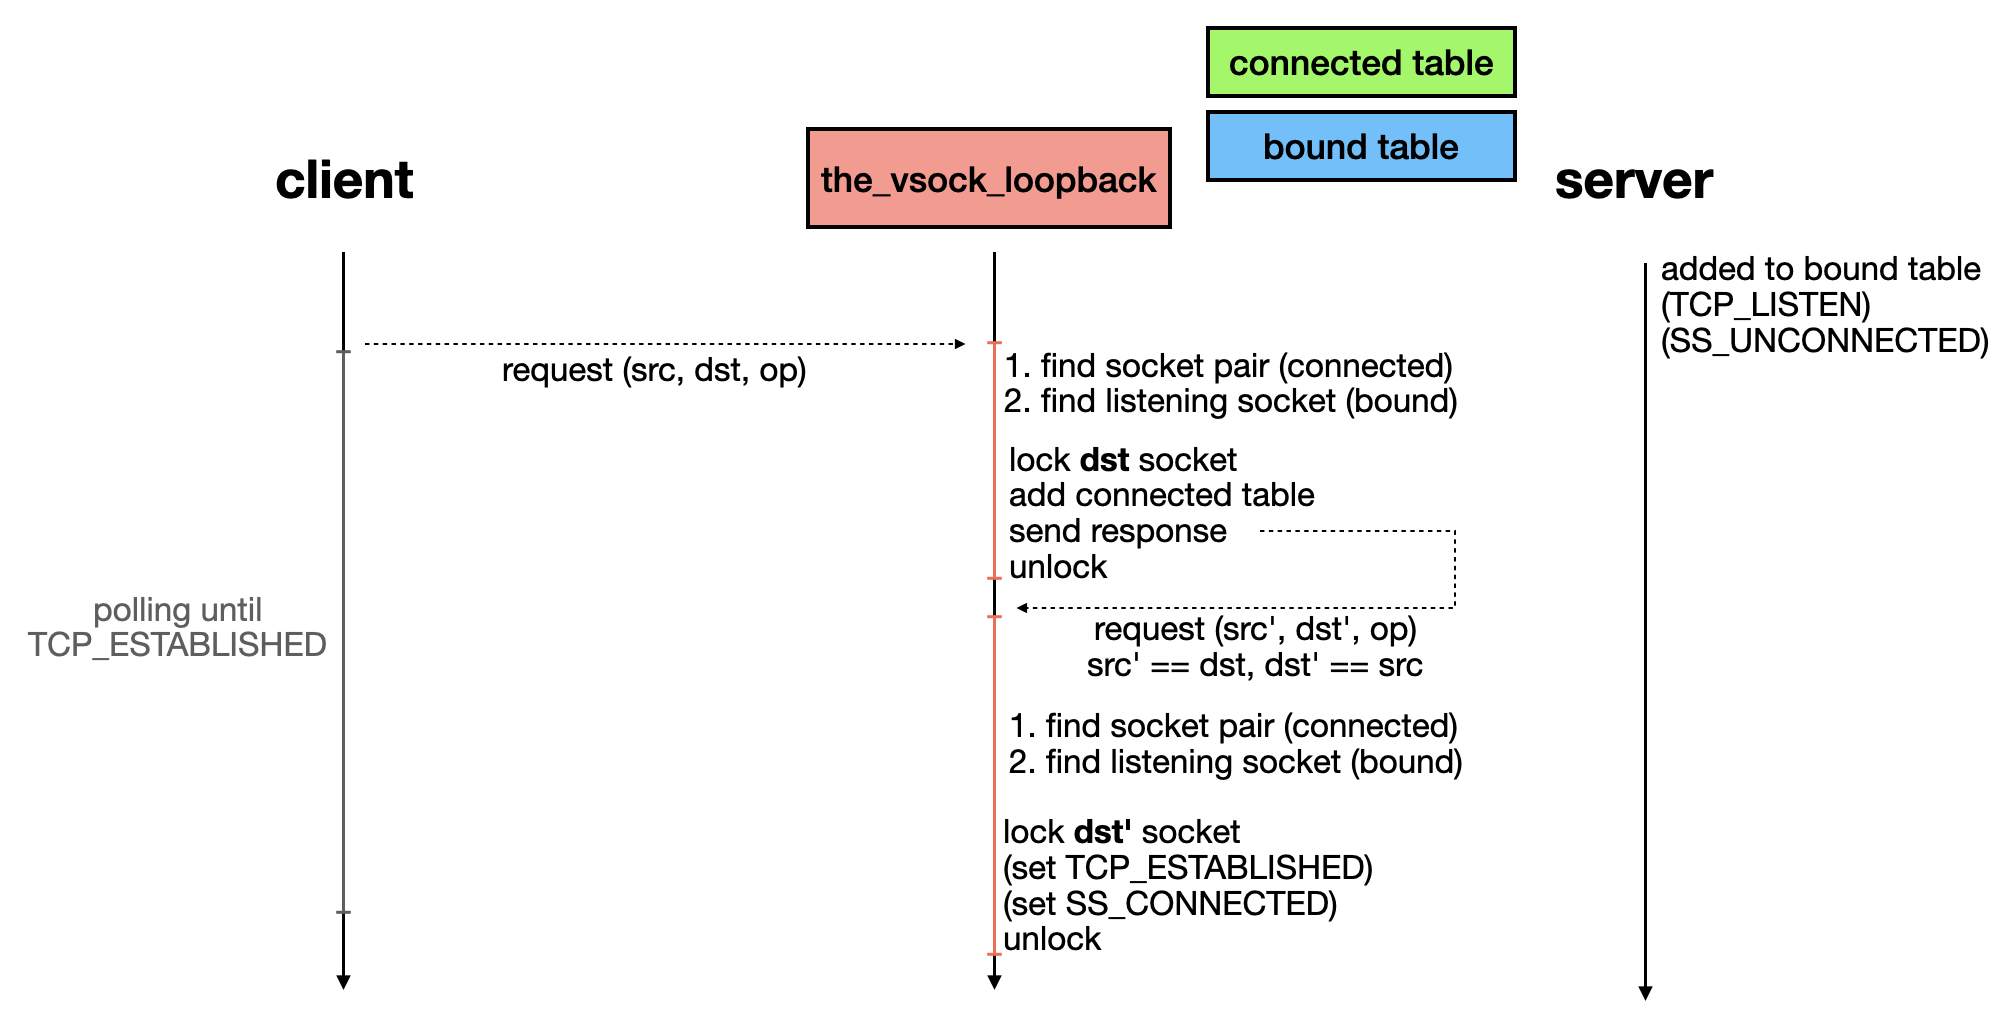 connected table
bound table
the_vsock_loopback
client
server
added to bound table
(TCP_LISTEN)
(SS_UNCONNECTED)
request (src, dst, op)
1. find socket pair (connected)
2. find listening socket (bound)
lock dst socket
add connected table
send response
unlock
polling until
TCP_ESTABLISHED
request (src', dst', op)
src' == dst, dst' == src
1. find socket pair (connected)
2. find listening socket (bound)
lock dst' socket
(set TCP_ESTABLISHED)
(set SS_CONNECTED)
unlock